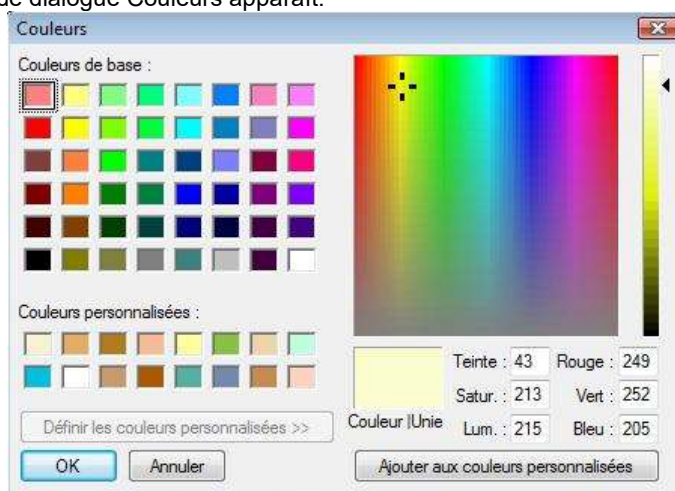 de dialogue Couleurs apparaît.
Couleurs
Couleurs de base :
Couleurs personnalisées :
Définir les couleurs personnalisées >>
OK
Annuler
Couleur |Unie
Teinte : 43
Rouge : 249
Satur. : 213
Vert : 252
Lum. : 215
Bleu : 205
Ajouter aux couleurs personnalisées